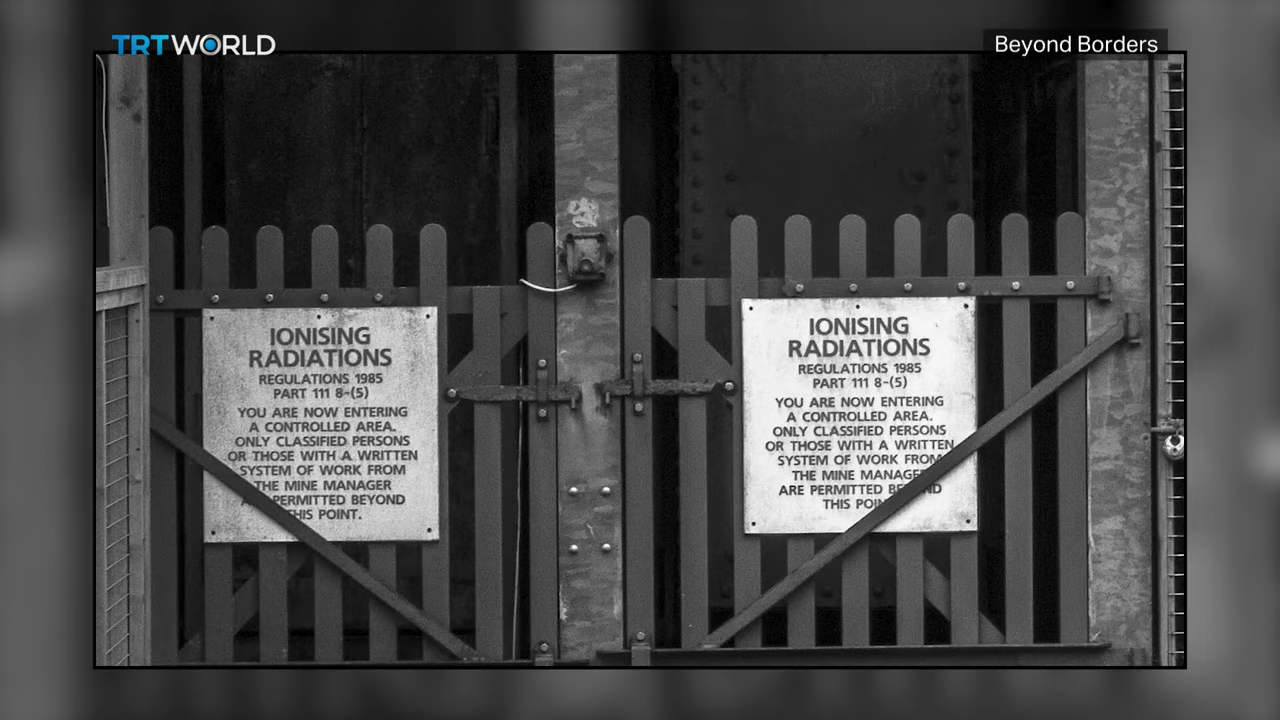 TRT WORLD
Beyond Borders
IONISING
RADIATIONS
REGULATIONS 1985
PART 111 8-(5)
YOU ARE NOW ENTERING
A CONTROLLED AREA.
ONLY CLASSIFIED PERSONS
OR THOSE WITH A WRITTEN
SYSTEM OF WORK FROM
THE MINE MANAGER
PERMITTED BEYOND
THIS POINT.
IONISING
RADIATIONS
REGULATIONS 1985
PART 111 8-(5)
YOU ARE NOW ENTERING
A CONTROLLED AREA.
ONLY CLASSIFIED PERSONS
OR THOSE WITH A WRITTEN
SYSTEM OF WORK FROM
THE MINE MANAGER
ARE PERMITTED BEYOND
THIS POINT